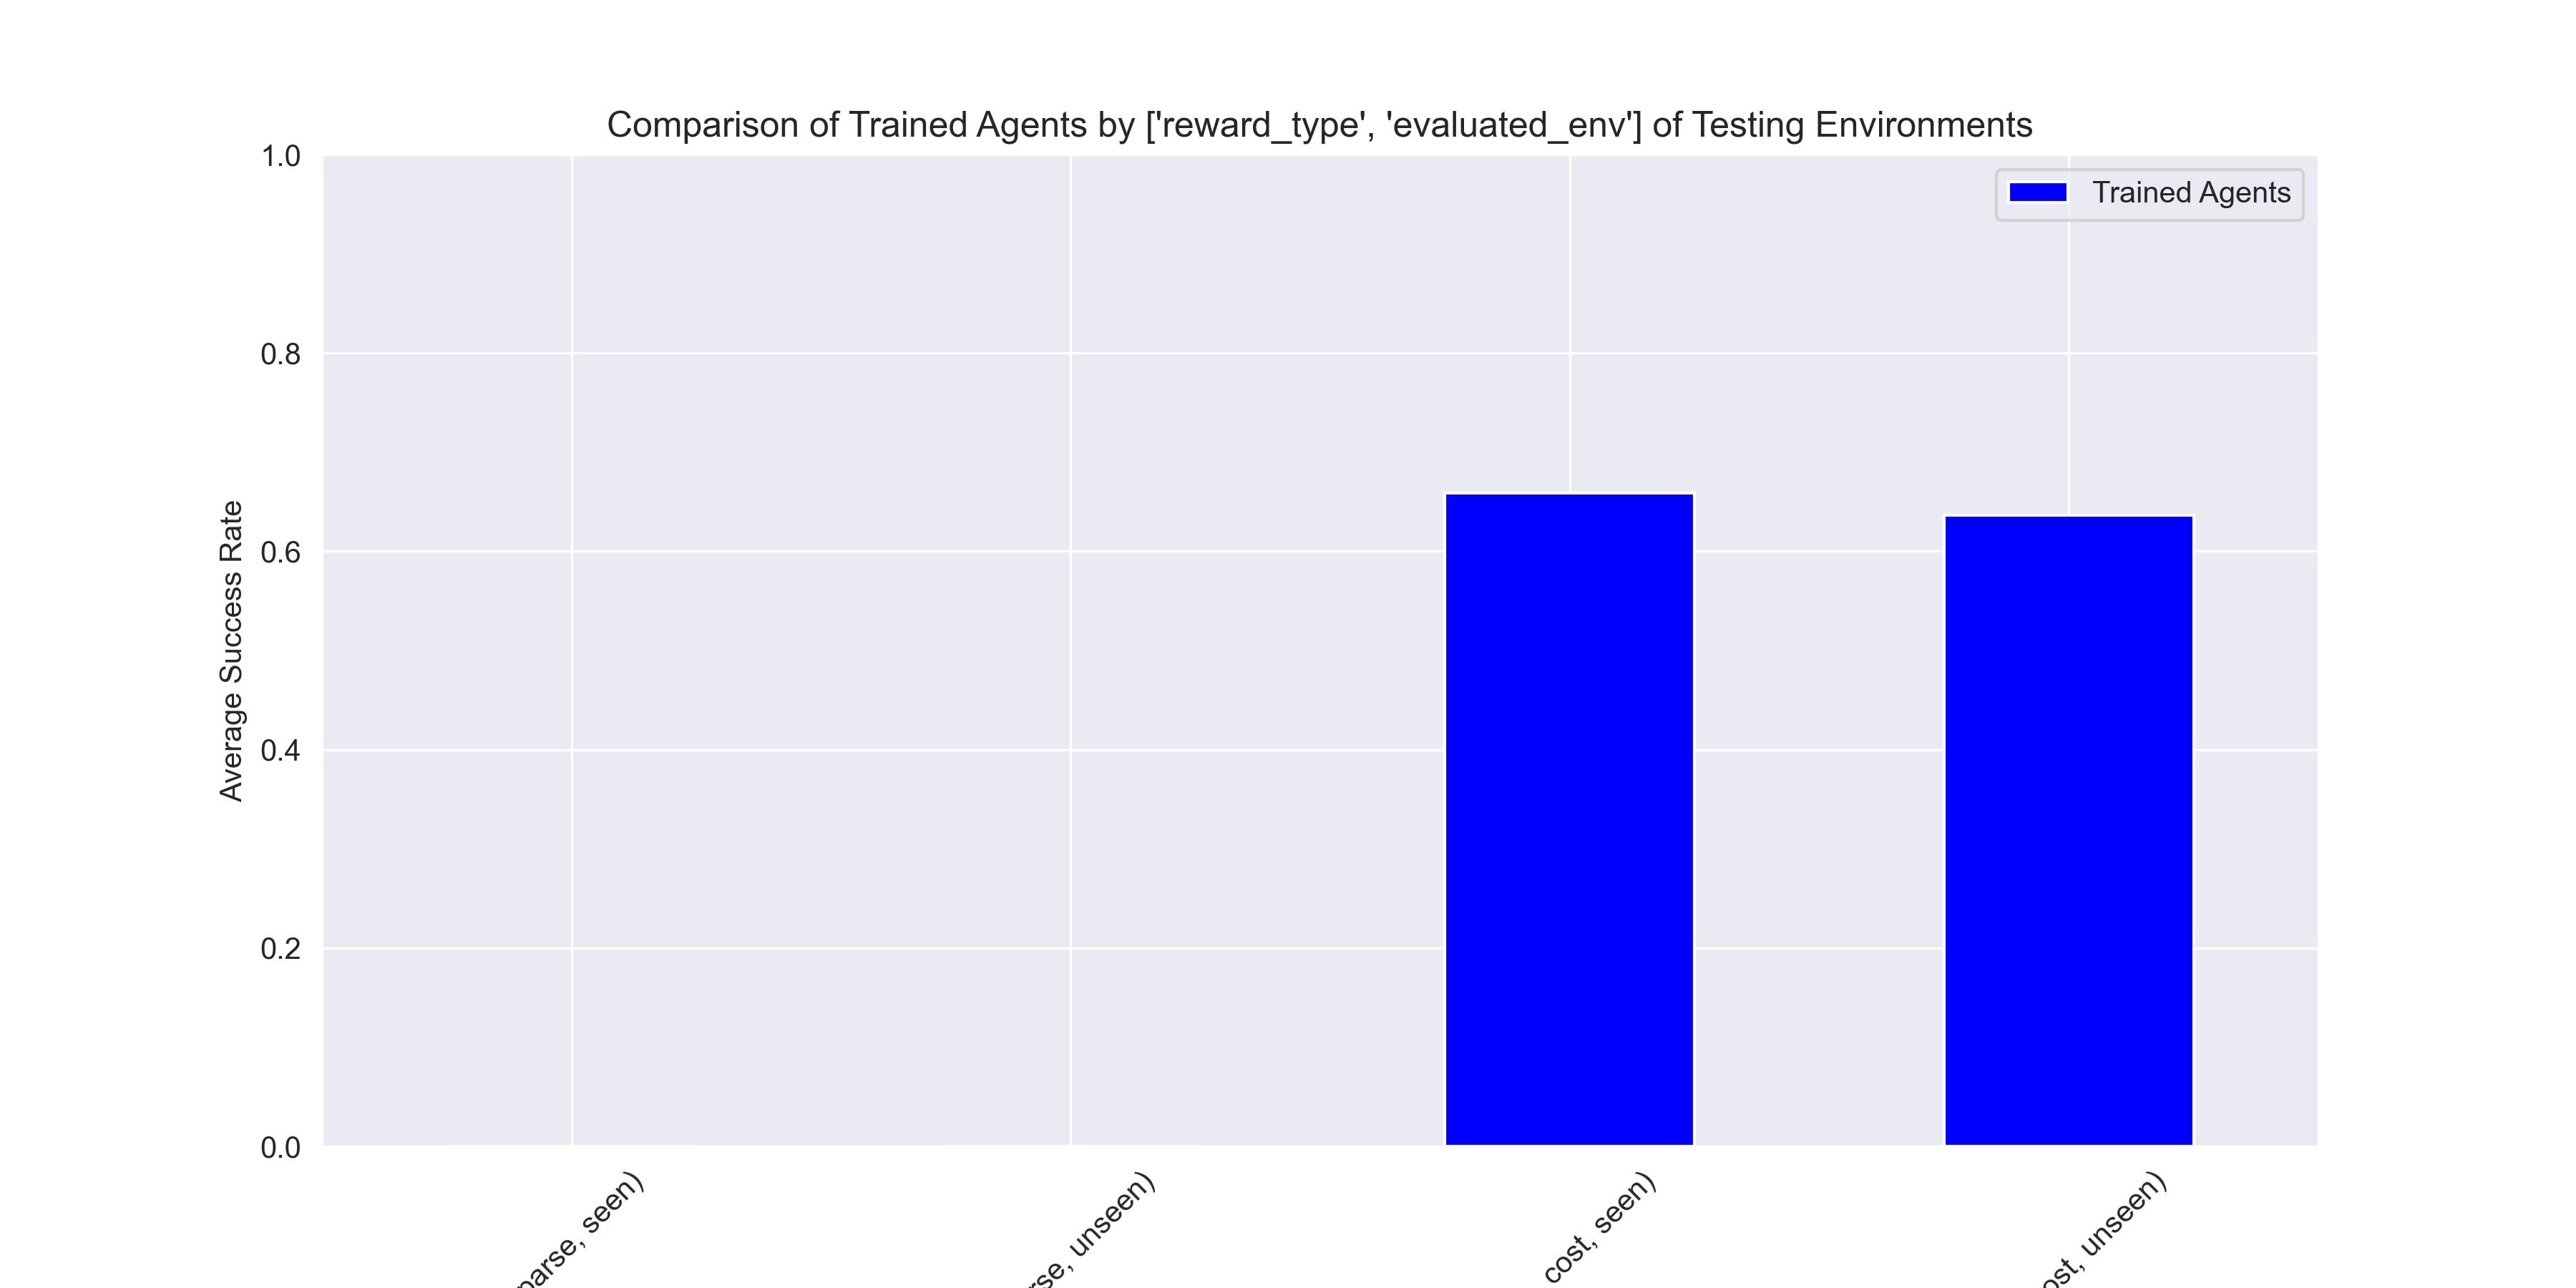 Comparison of Trained Agents by ['reward_type', 'evaluated_env'] of Testing Environments
Trained Agents
Average Success Rate
1.0
0.8
0.6
0.4
0.2
0.0
seen)
unseen)
cost, seen)
unseen)